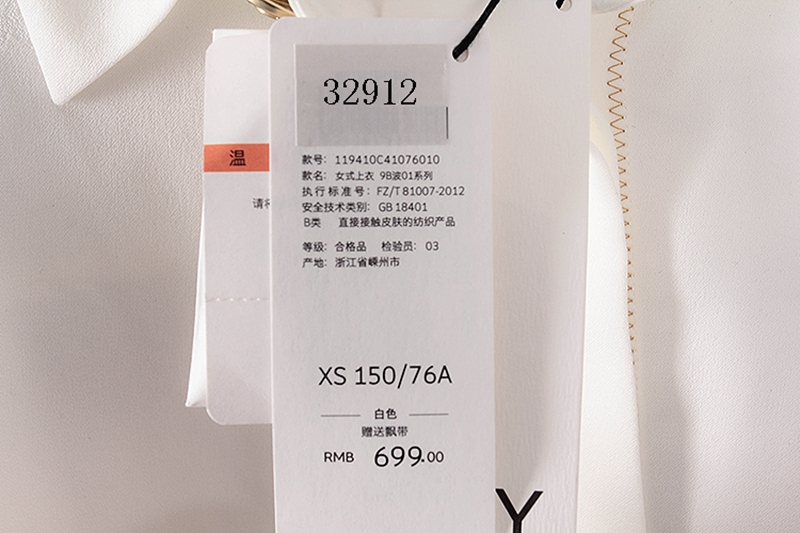 32912
款号: 119410C41076010
款名: 女式上衣 9B波01系列
执行标准号: FZ/T 81007-2012
安全技术类别: GB 18401
B类 直接接触皮肤的纺织产品
等级: 合格品 检验员: 03
产地: 浙江省嵊州市
XS 150/76A
白色
赠送飘带
RMB 699.00
温
请将
Y